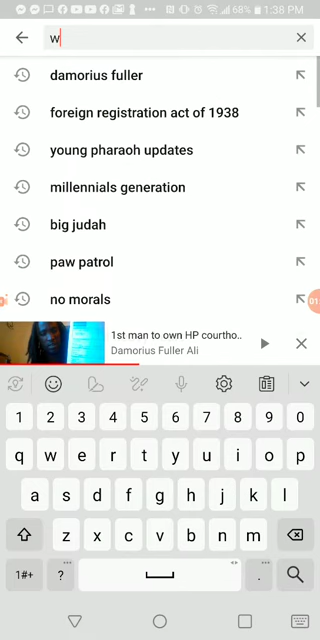 68% 1:38 PM
w
damorius fuller
foreign registration act of 1938
young pharaoh updates
millennials generation
big judah
paw patrol
no morals
1st man to own HP courtho..
Damorius Fuller Ali
1 2 3 4 5 6 7 8 9 0
q w e r t y u i o p
a s d f g h j k l
z x c v b n m
1#+ ? .